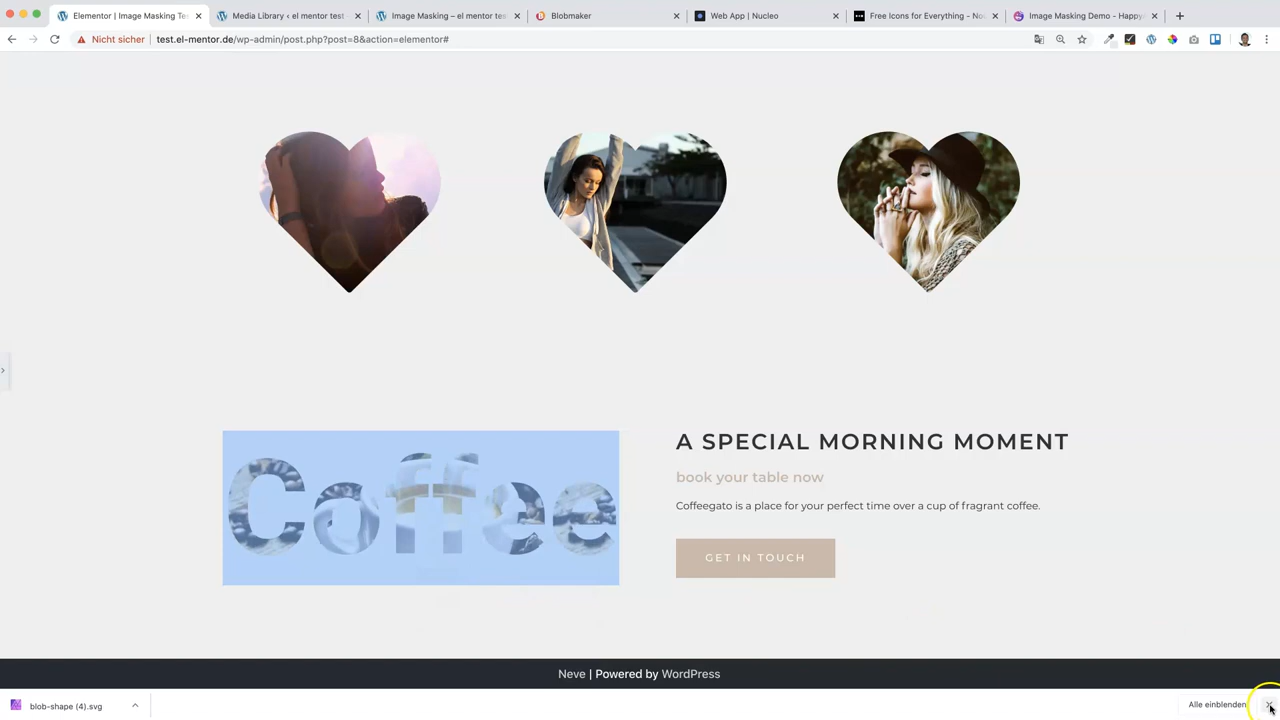 Elementor | Image Masking Te
Media Library ‹ el mentor test
Image Masking – el mentor test
Blobmaker
Web App | Nucleo
Free Icons for Everything - No
Image Masking Demo - Happy
Nicht sicher
test.el-mentor.de/wp-admin/post.php?post=8&action=elementor#
Coffee
A SPECIAL MORNING MOMENT
book your table now
Coffeegato is a place for your perfect time over a cup of fragrant coffee.
GET IN TOUCH
Neve | Powered by WordPress
blob-shape (4).svg
Alle einblenden